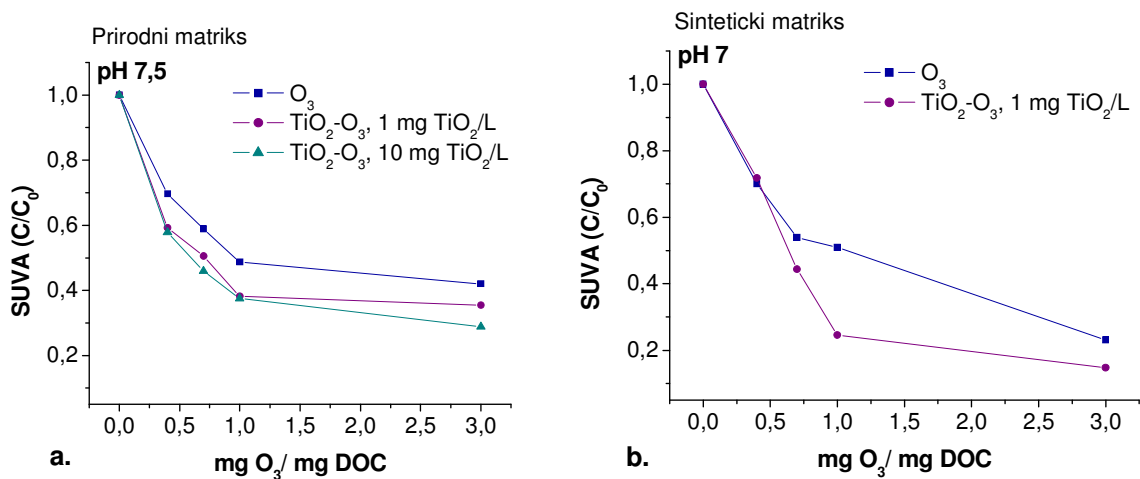 Prirodni matriks
pH 7,5
O₃
TiO₂-O₃, 1 mg TiO₂/L
TiO₂-O₃, 10 mg TiO₂/L
1,0
0,8
0,6
0,4
0,2
SUVA (C/C₀)
0,0 0,5 1,0 1,5 2,0 2,5 3,0
mg O₃/ mg DOC
a.
Sinteticki matriks
pH 7
O₃
TiO₂-O₃, 1 mg TiO₂/L
1,0
0,8
0,6
0,4
0,2
SUVA (C/C₀)
0,0 0,5 1,0 1,5 2,0 2,5 3,0
mg O₃/ mg DOC
b.